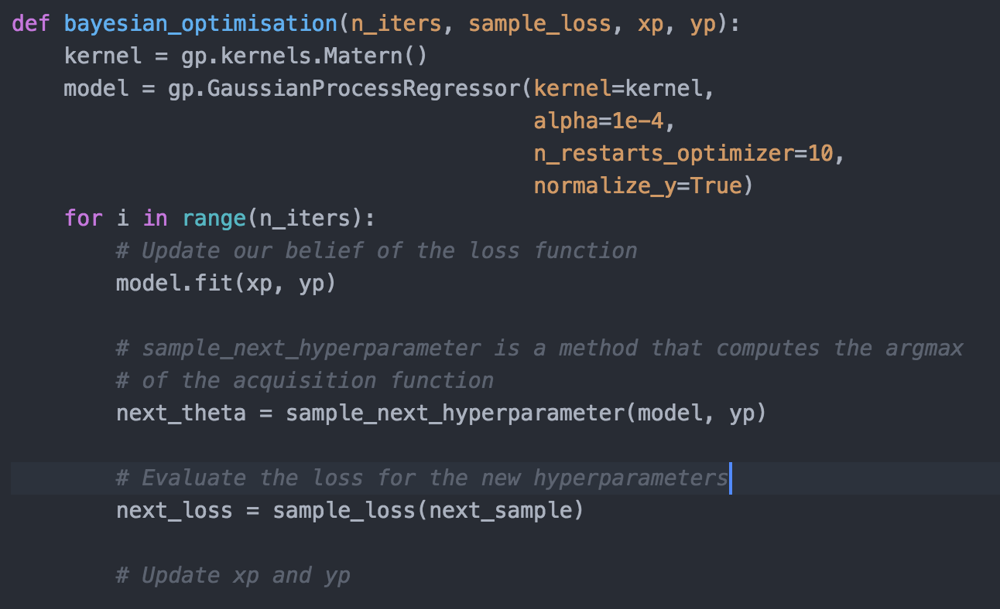 def bayesian_optimisation(n_iters, sample_loss, xp, yp):
    kernel = gp.kernels.Matern()
    model = gp.GaussianProcessRegressor(kernel=kernel,
                                        alpha=1e-4,
                                        n_restarts_optimizer=10,
                                        normalize_y=True)
    for i in range(n_iters):
        # Update our belief of the loss function
        model.fit(xp, yp)

        # sample_next_hyperparameter is a method that computes the argmax
        # of the acquisition function
        next_theta = sample_next_hyperparameter(model, yp)

        # Evaluate the loss for the new hyperparameters
        next_loss = sample_loss(next_sample)

        # Update xp and yp